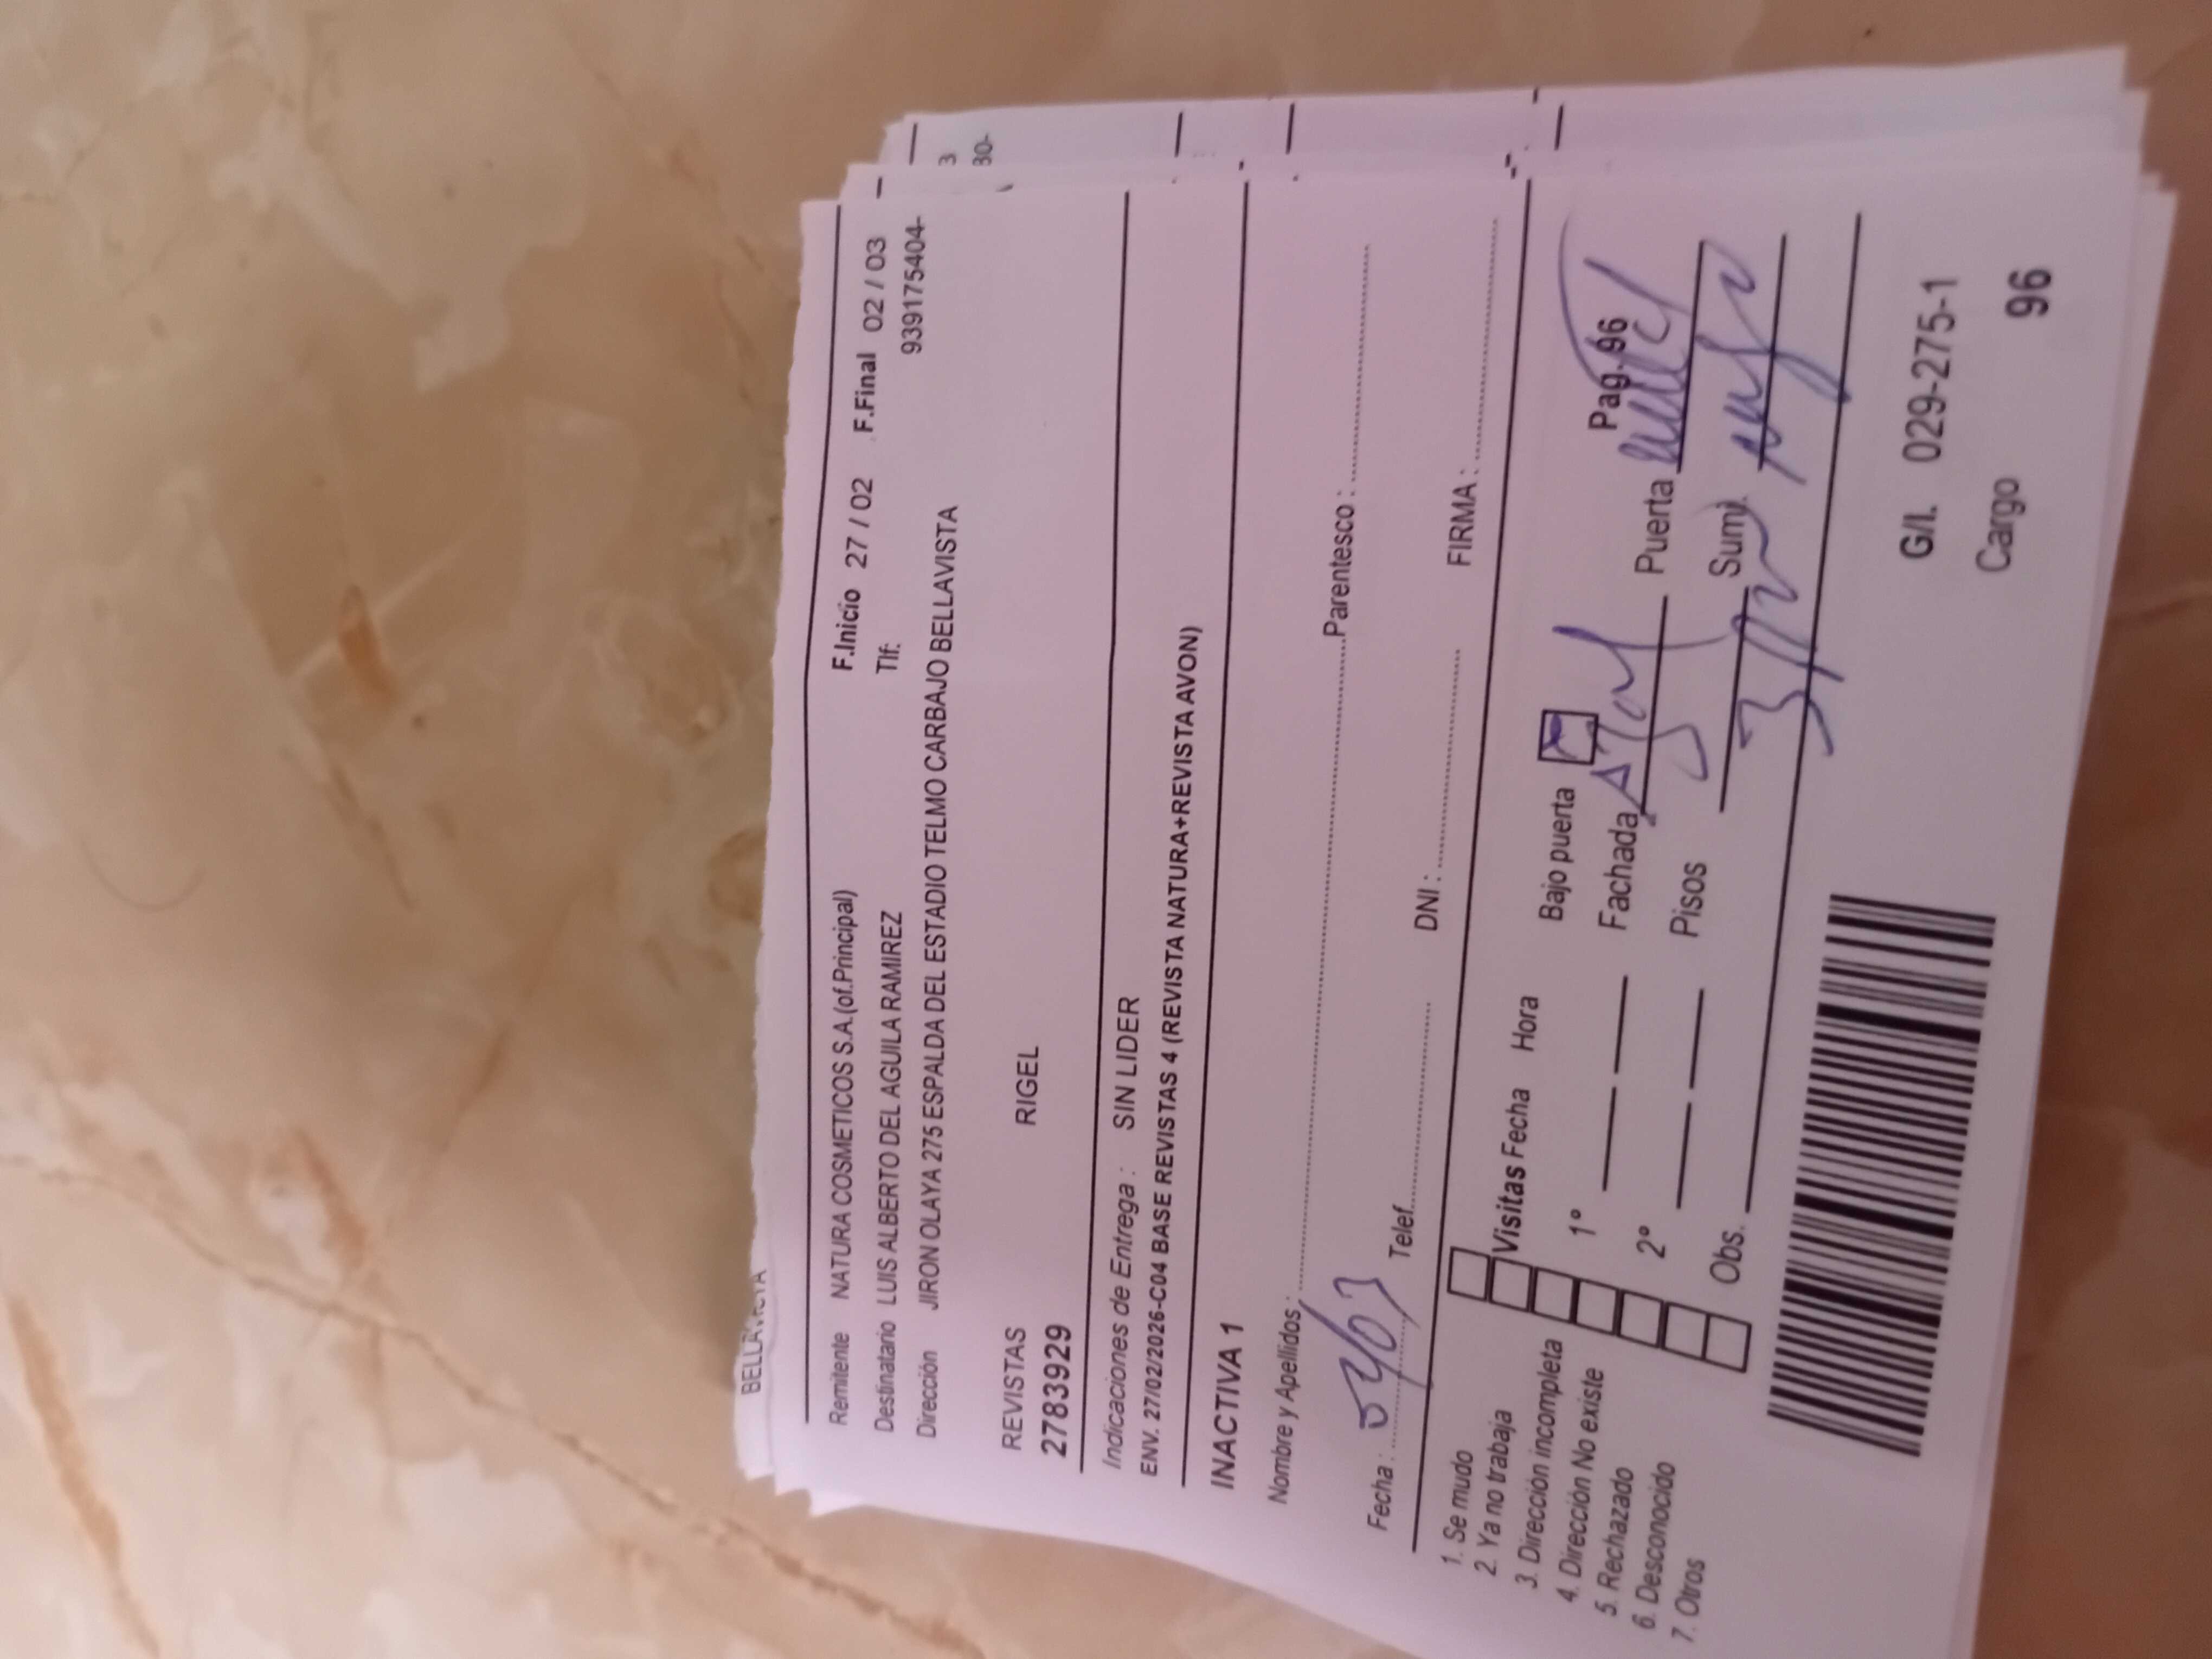 BELLAVISTA
Remitente NATURA COSMETICOS S.A.(of.Principal) F.Inicio 27 / 02 F.Final 02 / 03
Destinatario LUIS ALBERTO DEL AGUILA RAMIREZ Tlf: 939175404-
Dirección JIRON OLAYA 275 ESPALDA DEL ESTADIO TELMO CARBAJO BELLAVISTA
3
80-
REVISTAS RIGEL
2783929
Indicaciones de Entrega : SIN LIDER
ENV. 27/02/2026-C04 BASE REVISTAS 4 (REVISTA NATURA+REVISTA AVON)
INACTIVA 1
Nombre y Apellidos : Parentesco :
Fecha : 04/03 Telef. DNI : FIRMA :
1. Se mudo
2. Ya no trabaja
3. Dirección incompleta
4. Dirección No existe
5. Rechazado
6. Desconocido
7. Otros
Visitas Fecha Hora Bajo puerta Pag. 96
1° Fachada Puerta
2° Pisos Sumi.
Obs.
G/I. 029-275-1
Cargo 96